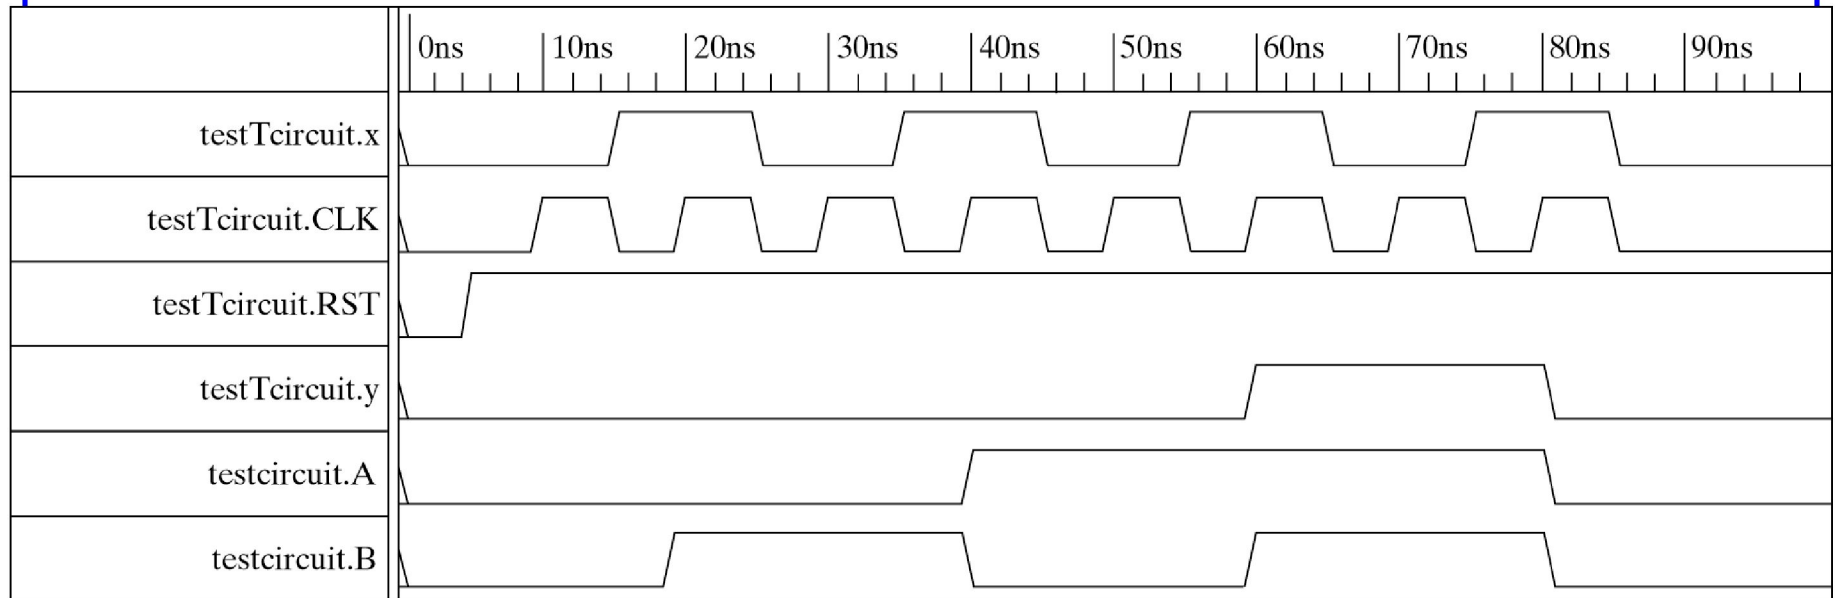 0ns 10ns 20ns 30ns 40ns 50ns 60ns 70ns 80ns 90ns
testTcircuit.x
testTcircuit.CLK
testTcircuit.RST
testTcircuit.y
testcircuit.A
testcircuit.B